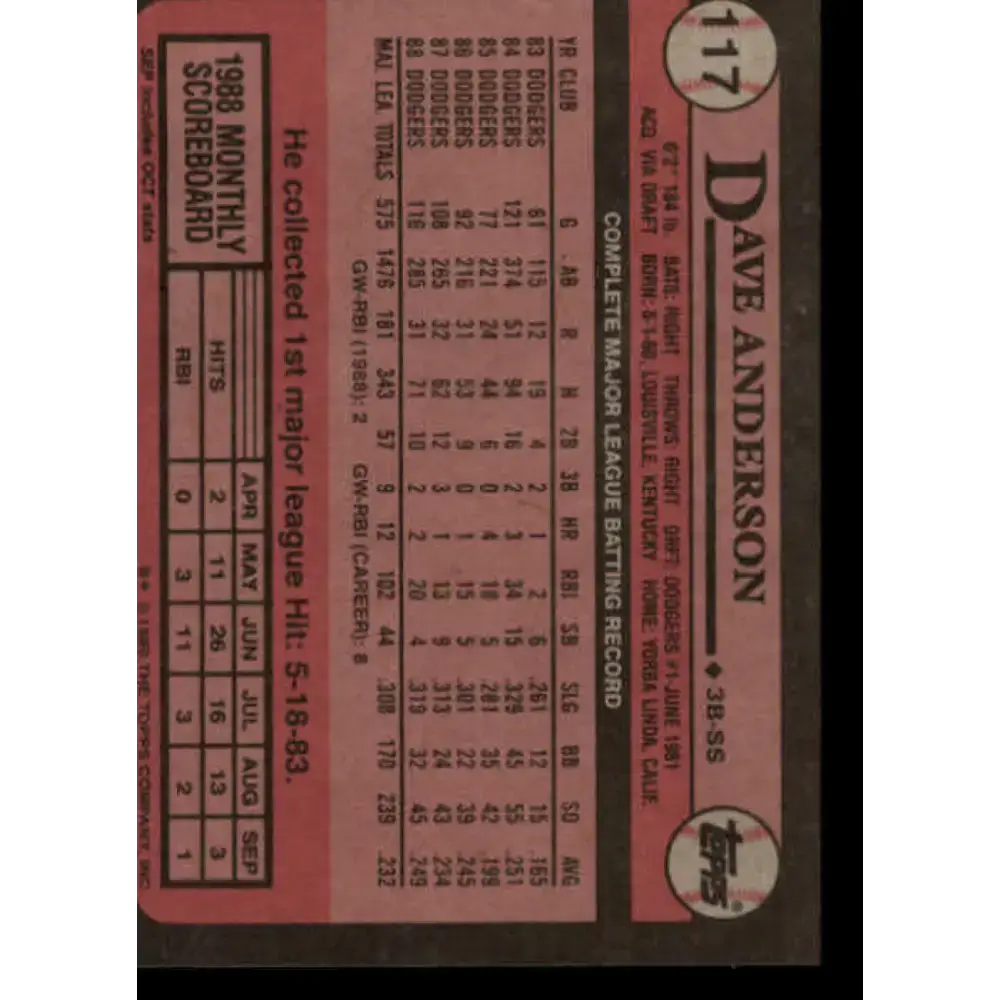 117
DAVE ANDERSON ♦ 3B-SS
topps®
6'2" 184 lb. BATS: RIGHT THROWS: RIGHT DRFT: DODGERS #1-JUNE 1981
ACQ: VIA DRAFT BORN: 8-1-60, LOUISVILLE, KENTUCKY HOME: YORBA LINDA, CALIF.
COMPLETE MAJOR LEAGUE BATTING RECORD
YR CLUB G AB R H 2B 3B HR RBI SB SLG BB SO AVG
83 DODGERS 61 115 12 19 4 2 1 2 6 .261 12 15 .165
84 DODGERS 121 374 51 94 16 2 3 34 15 .329 45 55 .251
85 DODGERS 77 221 24 44 6 0 4 18 5 .281 35 42 .199
86 DODGERS 92 216 31 53 9 0 1 15 5 .301 22 39 .245
87 DODGERS 108 265 32 62 12 3 1 13 9 .313 24 43 .234
88 DODGERS 116 285 31 71 10 2 2 20 4 .319 32 45 .249
MAJ. LEA. TOTALS 575 1476 181 343 57 9 12 102 44 .308 170 239 .232
GW-RBI (1988): 2 GW-RBI (CAREER): 8
He collected 1st major league Hit: 5-18-83.
1988 MONTHLY
SCOREBOARD
APR MAY JUN JUL AUG SEP
HITS 2 11 26 16 13 3
RBI 0 3 11 3 2 1
SEP includes OCT stats
B* © 1989 THE TOPPS COMPANY, INC.